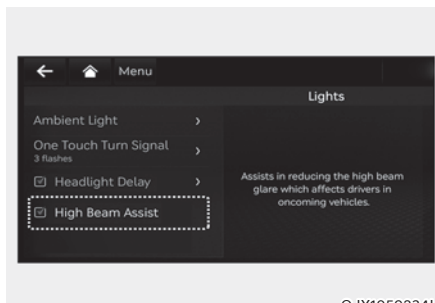 Menu
Lights
Ambient Light
One Touch Turn Signal
3 flashes
Headlight Delay
High Beam Assist
Assists in reducing the high beam
glare which affects drivers in
oncoming vehicles.